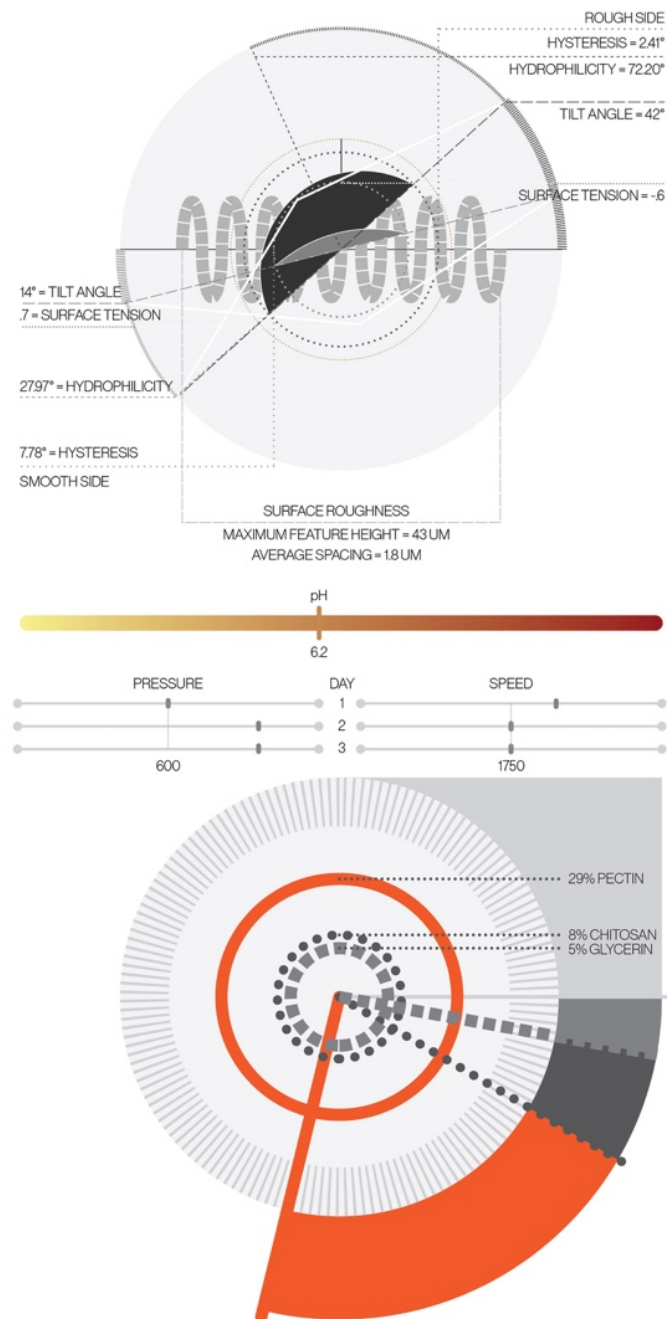 ROUGH SIDE
HYSTERESIS = 2.41°
HYDROPHILICITY = 72.20°
TILT ANGLE = 42°
SURFACE TENSION = -.6
14° = TILT ANGLE
.7 = SURFACE TENSION
27.97° = HYDROPHILICITY
7.78° = HYSTERESIS
SMOOTH SIDE
SURFACE ROUGHNESS
MAXIMUM FEATURE HEIGHT = 43 UM
AVERAGE SPACING = 1.8 UM
pH
6.2
PRESSURE DAY SPEED
1
2
3
600 1750
29% PECTIN
8% CHITOSAN
5% GLYCERIN